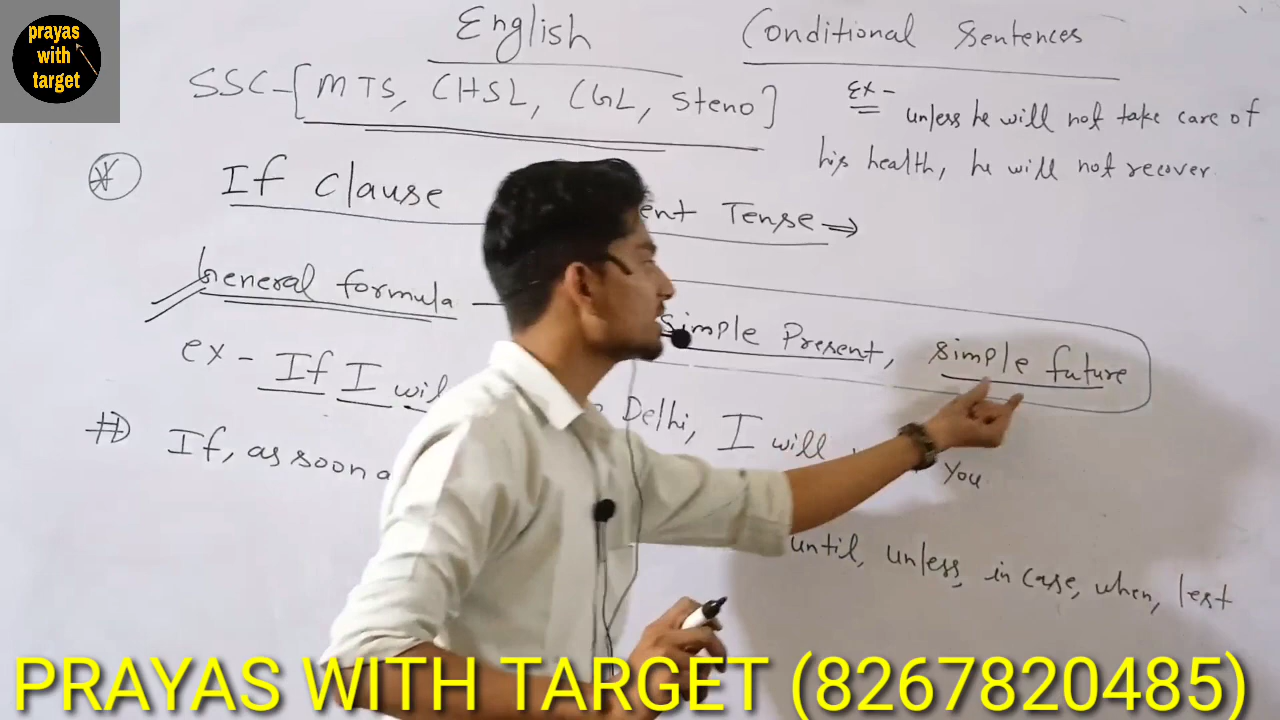 prayas
with
target
English
Conditional Sentences
SSC-[MTS, CHSL, CGL, Steno]
Ex-
unless he will not take care of
his health, he will not recover.
If Clause
Tense ⇒
General formula —
Simple Present, simple future
ex - If I
Delhi, I will
you
If, as soon
until, unless, in case, when, lest
PRAYAS WITH TARGET (8267820485)